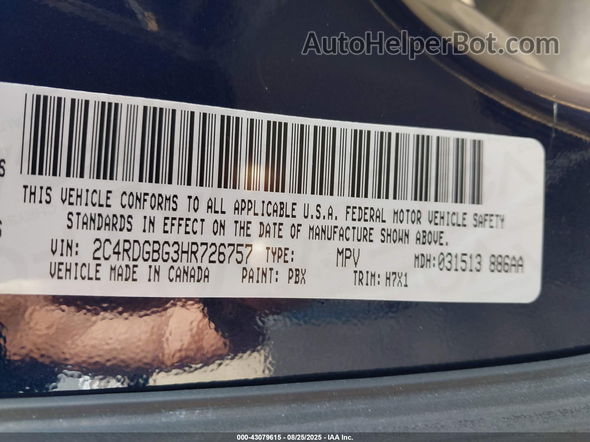 AutoHelperBot.com
THIS VEHICLE CONFORMS TO ALL APPLICABLE U.S.A. FEDERAL MOTOR VEHICLE SAFETY
STANDARDS IN EFFECT ON THE DATE OF MANUFACTURE SHOWN ABOVE.
VIN: 2C4RDGBG3HR726757 TYPE: MPV MDH:031513 886AA
VEHICLE MADE IN CANADA PAINT: PBX TRIM: H7X1
000-43079615 - 08/25/2025 - IAA Inc.